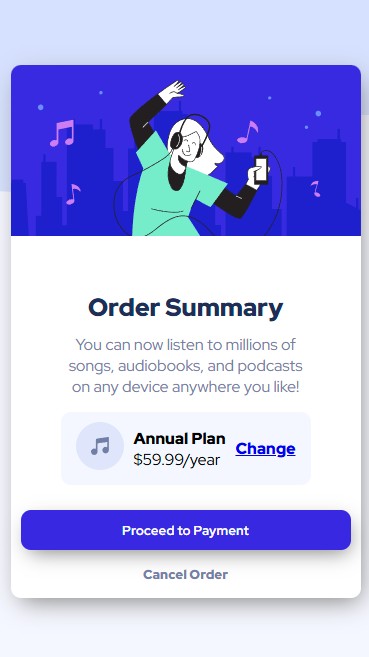 Order Summary
You can now listen to millions of
songs, audiobooks, and podcasts
on any device anywhere you like!
Annual Plan
$59.99/year
Change
Proceed to Payment
Cancel Order